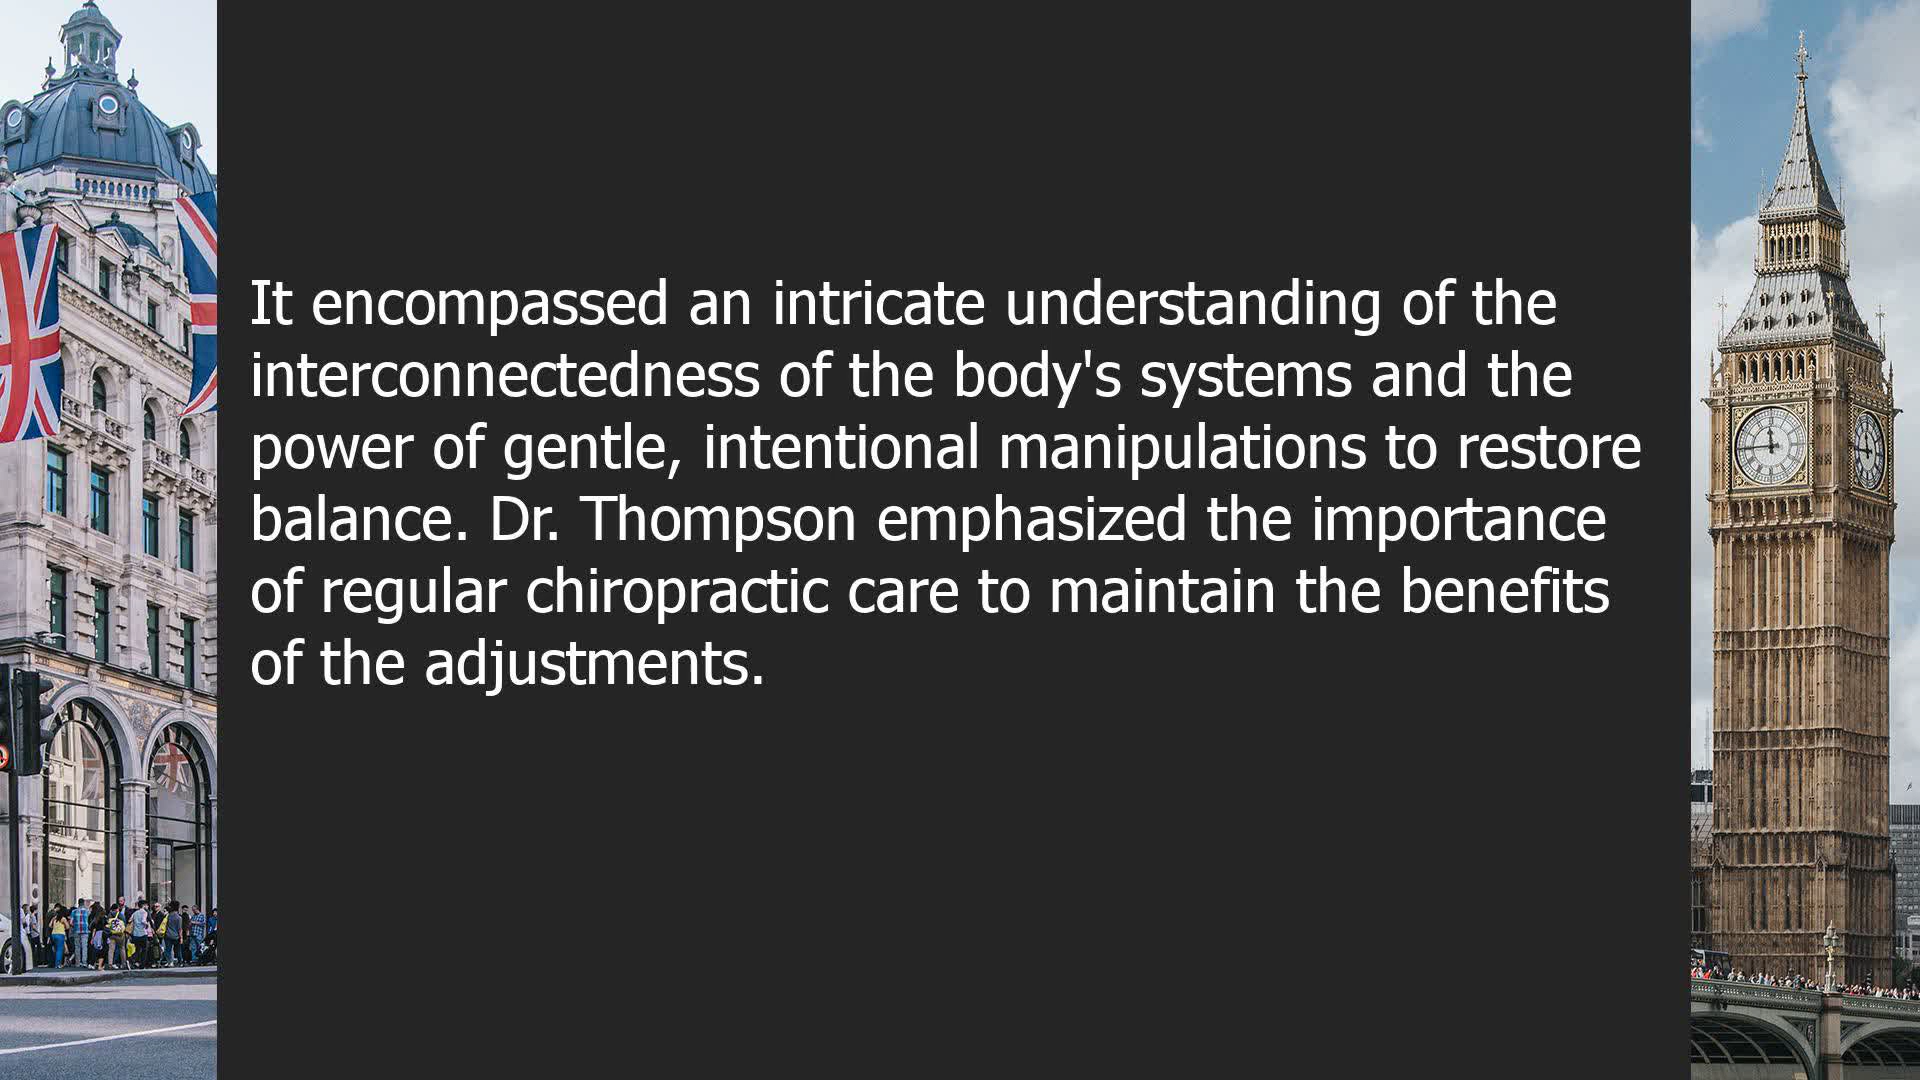 It encompassed an intricate understanding of the
interconnectedness of the body's systems and the
power of gentle, intentional manipulations to restore
balance. Dr. Thompson emphasized the importance
of regular chiropractic care to maintain the benefits
of the adjustments.